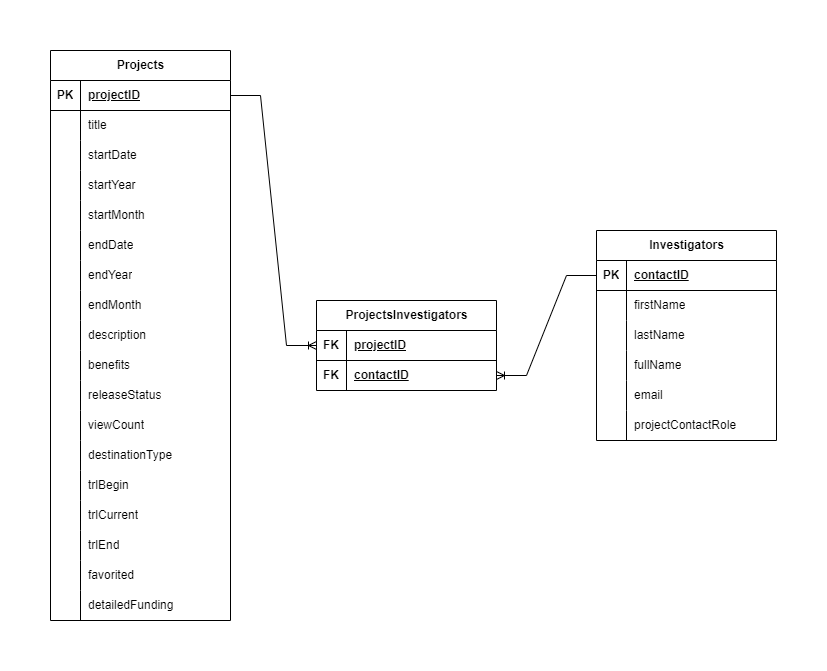 Projects
PK projectID
title
startDate
startYear
startMonth
endDate
endYear
endMonth
description
benefits
releaseStatus
viewCount
destinationType
trlBegin
trlCurrent
trlEnd
favorited
detailedFunding
ProjectsInvestigators
FK projectID
FK contactID
Investigators
PK contactID
firstName
lastName
fullName
email
projectContactRole